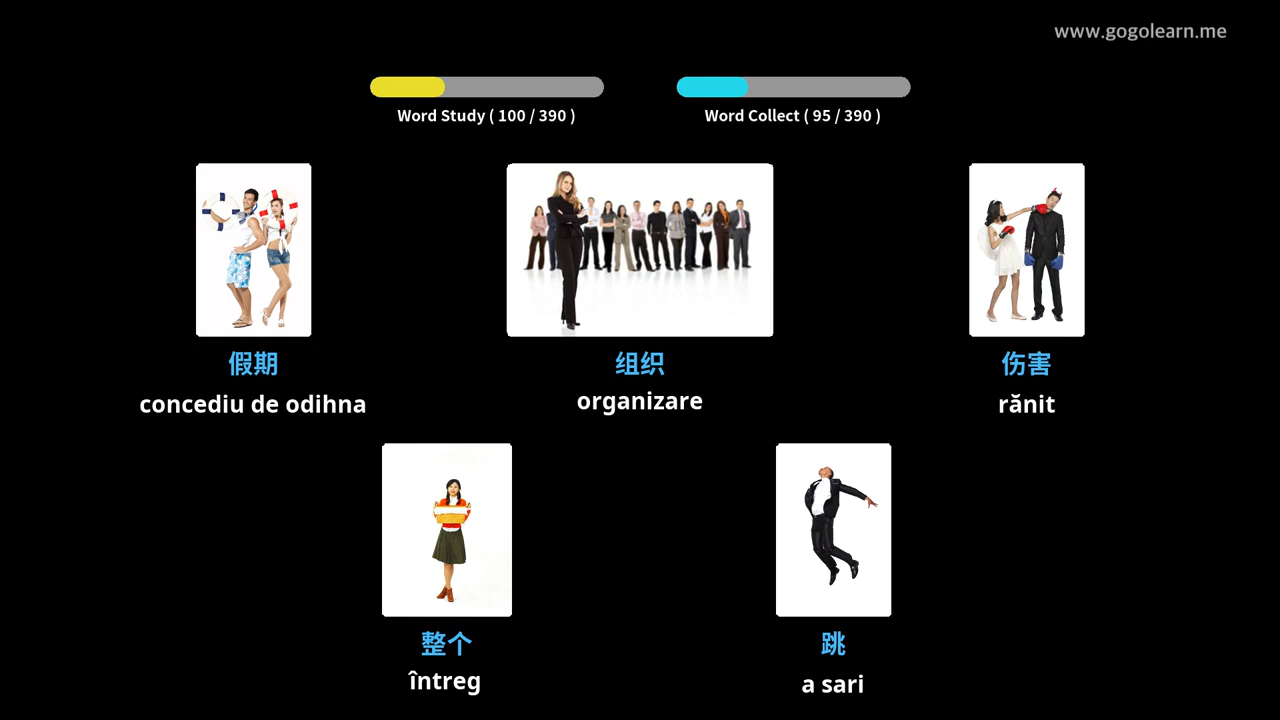 www.gogolearn.me
Word Study ( 100 / 390 )
Word Collect ( 95 / 390 )
假期
concediu de odihna
组织
organizare
伤害
rănit
整个
întreg
跳
a sari